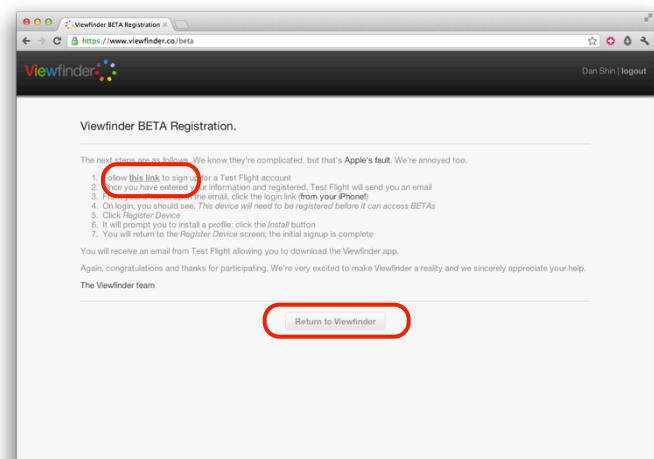 Viewfinder BETA Registration
https://www.viewfinder.co/beta
Viewfinder
Dan Shin | logout
Viewfinder BETA Registration.
The next steps are as follows. We know they're complicated, but that's Apple's fault. We're annoyed too.
1. Follow this link to sign up for a Test Flight account
2. Once you have entered your information and registered, Test Flight will send you an email
3. From your iPhone, open the email, click the login link (from your iPhone!)
4. On login, you should see, This device will need to be registered before it can access BETAs
5. Click Register Device
6. It will prompt you to install a profile: click the Install button
7. You will return to the Register Device screen; the initial signup is complete
You will receive an email from Test Flight allowing you to download the Viewfinder app.
Again, congratulations and thanks for participating. We're very excited to make Viewfinder a reality and we sincerely appreciate your help.
The Viewfinder team
Return to Viewfinder